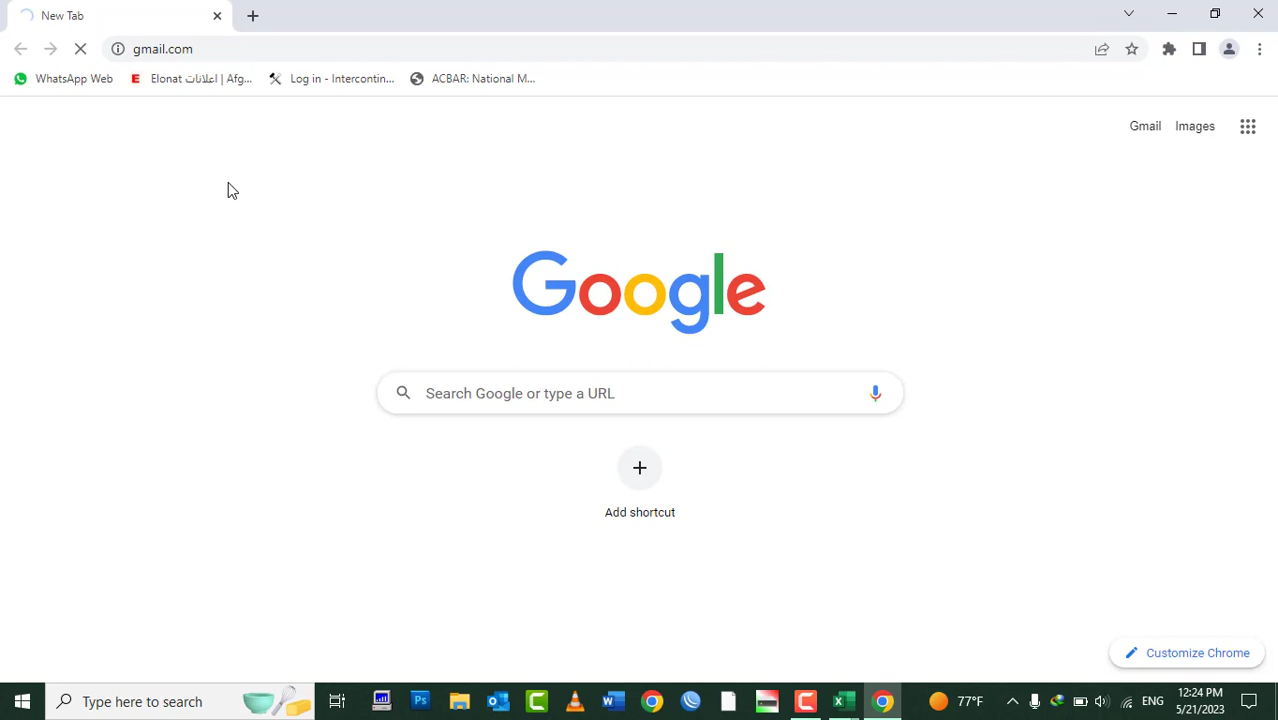 New Tab
gmail.com
WhatsApp Web
E Elonat اعلانات | Afg...
Log in - Intercontin...
ACBAR: National M...
Gmail
Images
Google
Search Google or type a URL
Add shortcut
Customize Chrome
Type here to search
Ps
77°F
ENG
12:24 PM
5/21/2023